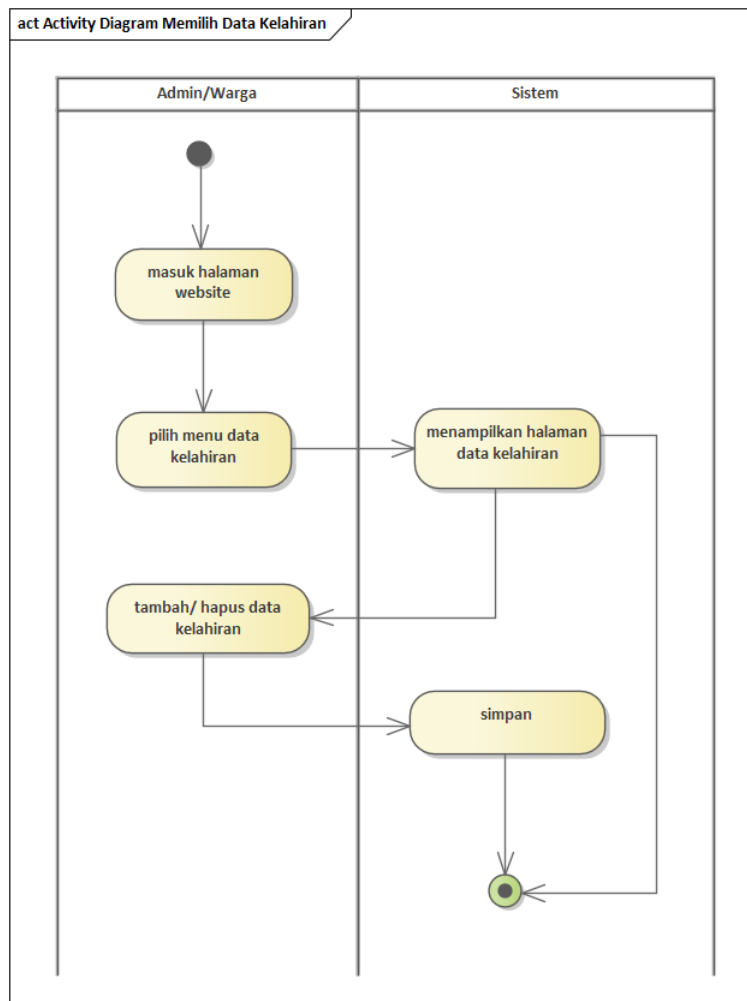 act Activity Diagram Memilih Data Kelahiran
Admin/Warga
Sistem
masuk halaman
website
pilih menu data
kelahiran
menampilkan halaman
data kelahiran
tambah/ hapus data
kelahiran
simpan